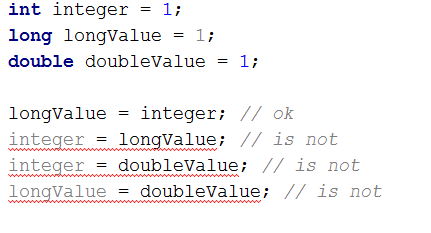 int integer = 1;
long longValue = 1;
double doubleValue = 1;
longValue = integer; // ok
integer = longValue; // is not
integer = doubleValue; // is not
longValue = doubleValue; // is not